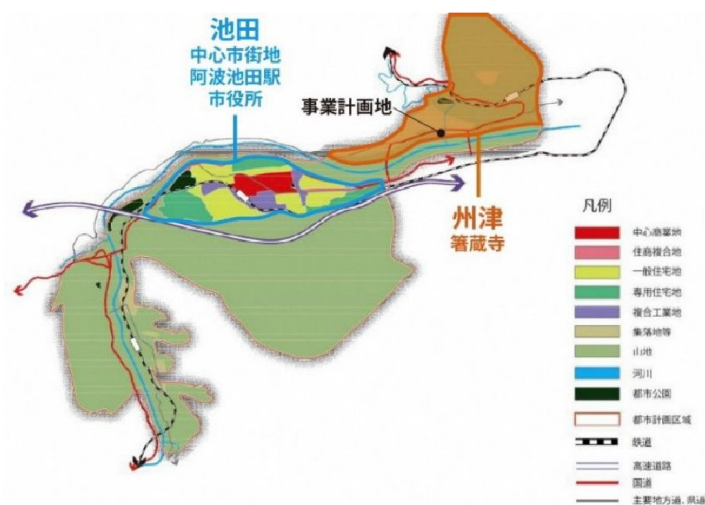 池田
中心市街地
阿波池田駅
市役所
事業計画地
州津
箸蔵寺
凡例
中心商業地
住商複合地
一般住宅地
専用住宅地
複合工業地
集落地等
山地
河川
都市公園
都市計画区域
鉄道
高速道路
国道
主要地方道、県道